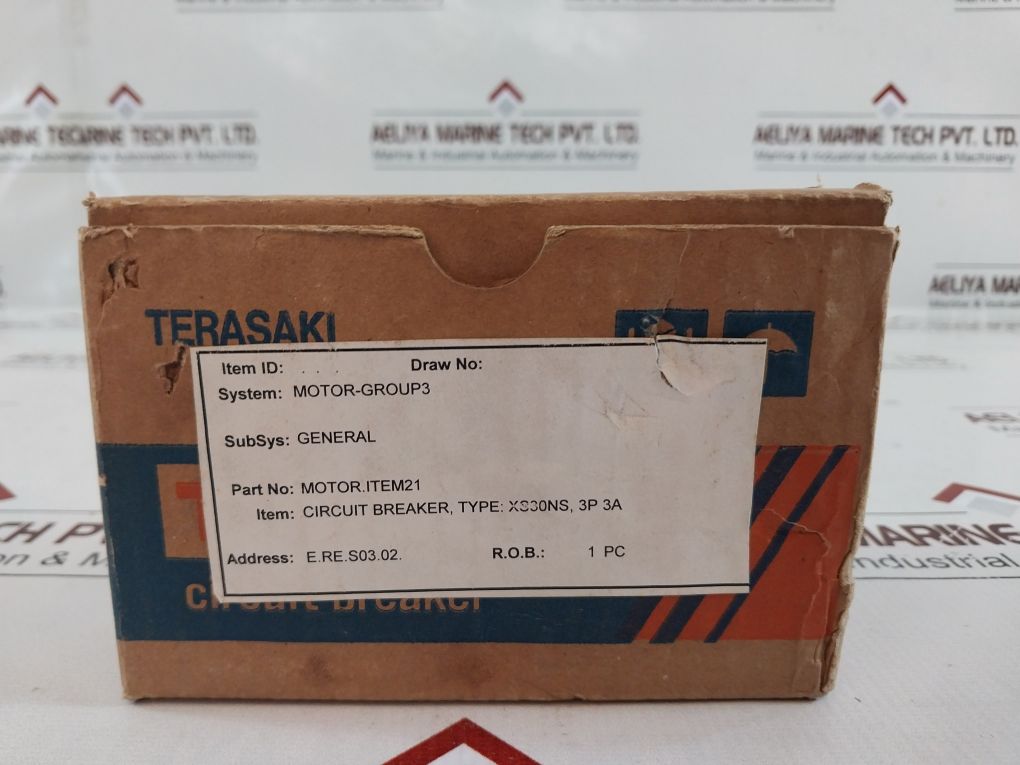 AELIYA MARINE TECH PVT. LTD.
Marine & Industrial Automation & Machinery
AELIYA MARINE TECH PVT. LTD.
Marine & Industrial Automation & Machinery
TERASAKI
Item ID: . . . Draw No:
System: MOTOR-GROUP3
SubSys: GENERAL
Part No: MOTOR.ITEM21
Item: CIRCUIT BREAKER, TYPE: XS30NS, 3P 3A
Address: E.RE.S03.02. R.O.B.: 1 PC
circuit breaker